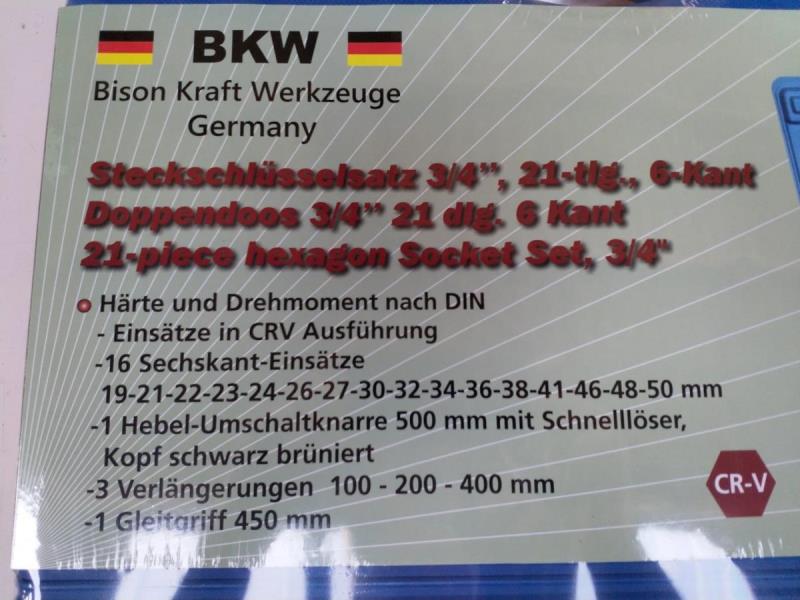 BKW
Bison Kraft Werkzeuge
Germany
Steckschlüsselsatz 3/4”, 21-tlg., 6-Kant
Doppendoos 3/4” 21 dlg. 6 Kant
21-piece hexagon Socket Set, 3/4"
Härte und Drehmoment nach DIN
- Einsätze in CRV Ausführung
-16 Sechskant-Einsätze
19-21-22-23-24-26-27-30-32-34-36-38-41-46-48-50 mm
-1 Hebel-Umschaltknarre 500 mm mit Schnelllöser,
Kopf schwarz brüniert
-3 Verlängerungen 100 - 200 - 400 mm
-1 Gleitgriff 450 mm
CR-V